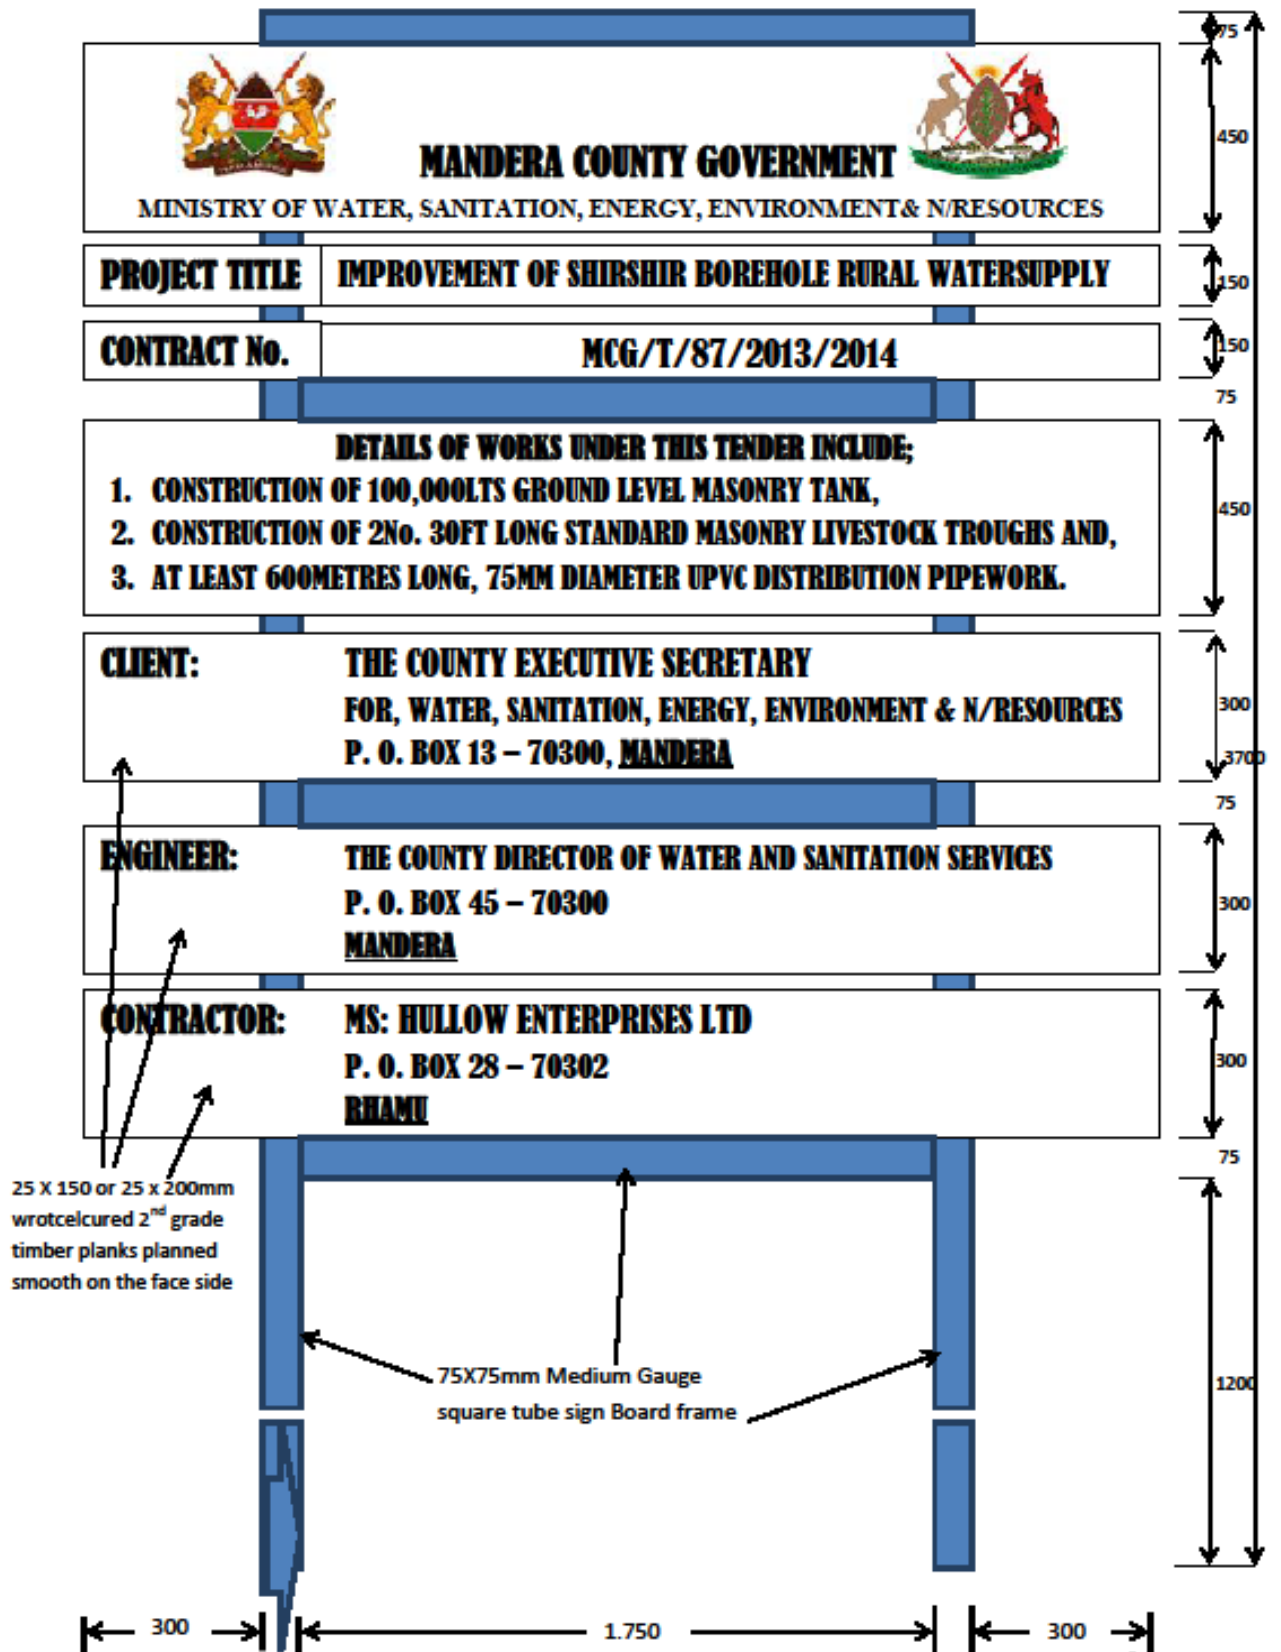 75
450
MANDERA COUNTY GOVERNMENT
MINISTRY OF WATER, SANITATION, ENERGY, ENVIRONMENT& N/RESOURCES
PROJECT TITLE IMPROVEMENT OF SHIRSHIR BOREHOLE RURAL WATERSUPPLY
150
CONTRACT No. MCG/T/87/2013/2014
150
75
DETAILS OF WORKS UNDER THIS TENDER INCLUDE;
1. CONSTRUCTION OF 100,000LTS GROUND LEVEL MASONRY TANK,
2. CONSTRUCTION OF 2No. 30FT LONG STANDARD MASONRY LIVESTOCK TROUGHS AND,
3. AT LEAST 600METRES LONG, 75MM DIAMETER UPVC DISTRIBUTION PIPEWORK.
450
CLIENT: THE COUNTY EXECUTIVE SECRETARY
FOR, WATER, SANITATION, ENERGY, ENVIRONMENT & N/RESOURCES
P. O. BOX 13 – 70300, MANDERA
300
3700
75
ENGINEER: THE COUNTY DIRECTOR OF WATER AND SANITATION SERVICES
P. O. BOX 45 – 70300
MANDERA
300
CONTRACTOR: MS: HULLOW ENTERPRISES LTD
P. O. BOX 28 – 70302
RHAMU
300
75
25 X 150 or 25 x 200mm
wrotcelcured 2nd grade
timber planks planned
smooth on the face side
75X75mm Medium Gauge
square tube sign Board frame
1200
300 1.750 300